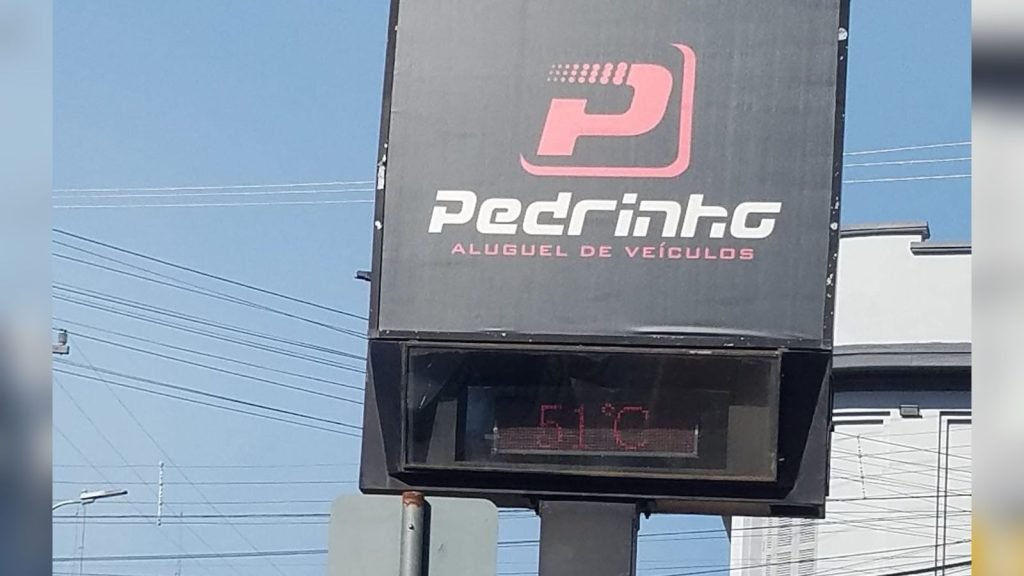 P
Pedrinho
ALUGUEL DE VEÍCULOS
51°C